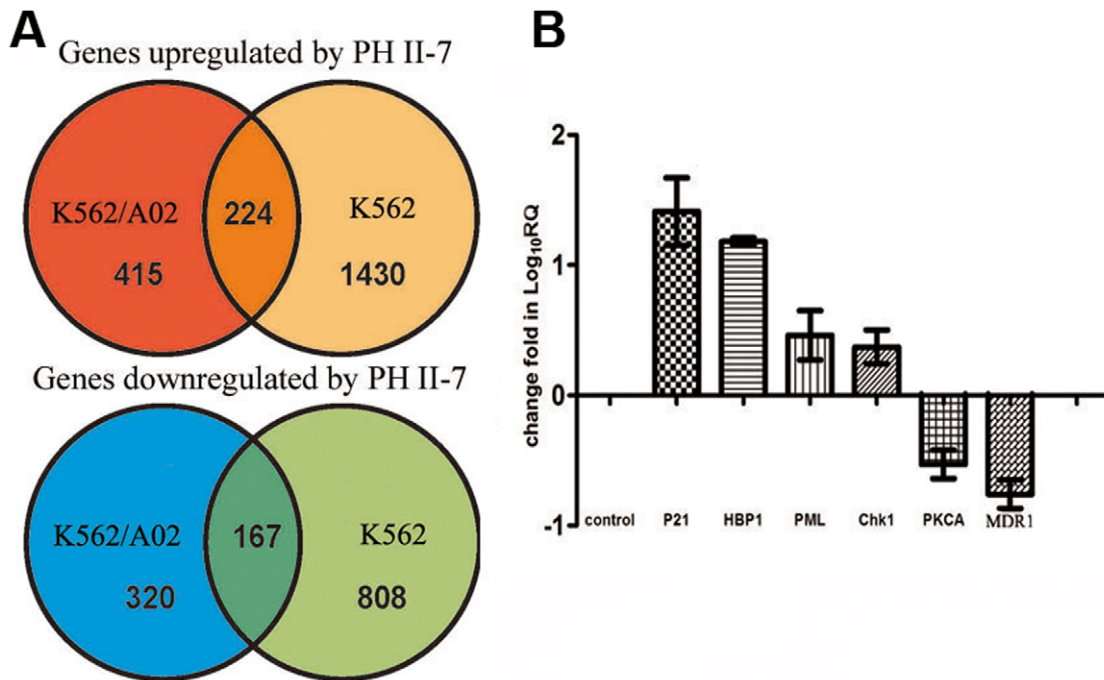 A
Genes upregulated by PH II-7
K562/A02
224
K562
415
1430
Genes downregulated by PH II-7
K562/A02
167
K562
320
808
B
change fold in Log₁₀RQ
2
1
0
-1
control P21 HBP1 PML Chk1 PKCA MDR1